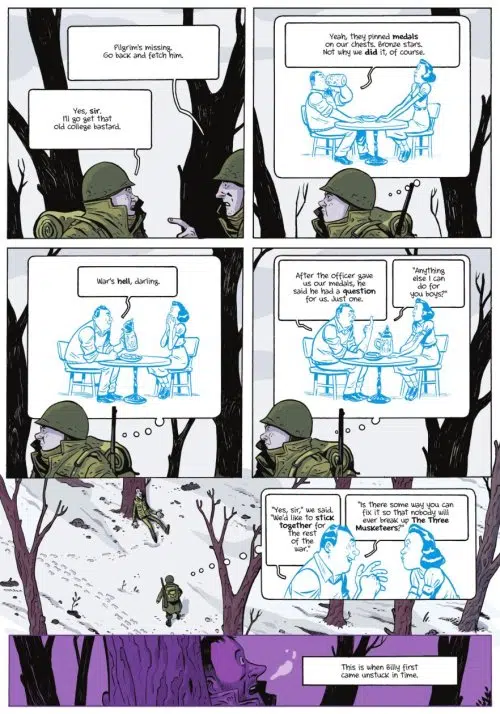 Pilgrim's missing.
Go back and fetch him.
Yes, sir.
I'll go get that
old college bastard.
Yeah, they pinned medals
on our chests. Bronze stars.
Not why we did it, of course.
War's hell, darling.
After the officer gave
us our medals, he
said he had a question
for us. Just one.
"Anything
else I can
do for
you boys?"
"Yes, sir," we said.
"We'd like to stick
together for
the rest
of the
war."
"Is there some way you can
fix it so that nobody will
ever break up The Three
Musketeers?"
This is when Billy first
came unstuck in time.